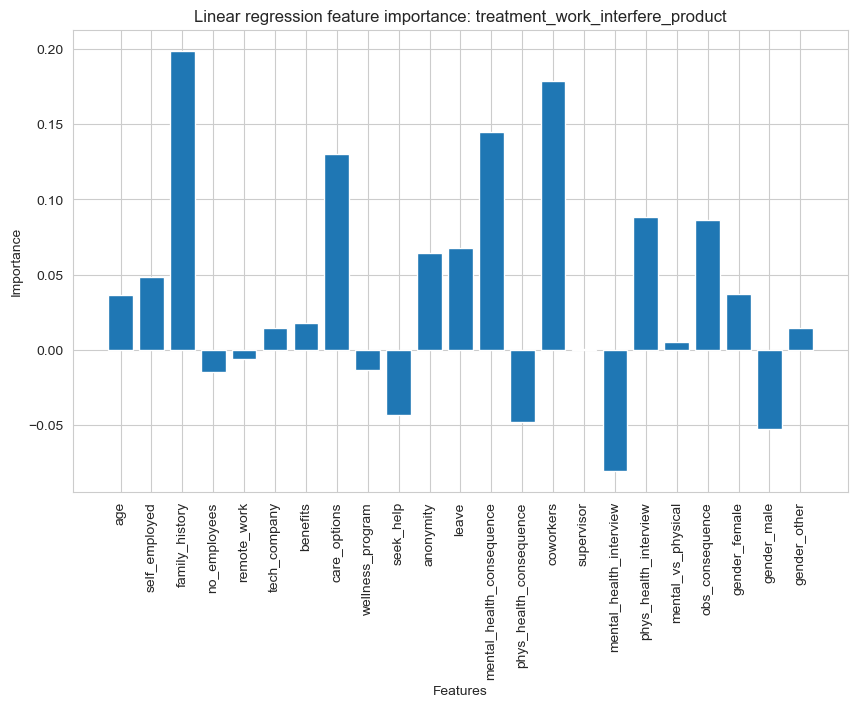 Linear regression feature importance: treatment_work_interfere_product
Importance
0.20
0.15
0.10
0.05
0.00
−0.05
age
self_employed
family_history
no_employees
remote_work
tech_company
benefits
care_options
wellness_program
seek_help
anonymity
leave
mental_health_consequence
phys_health_consequence
coworkers
supervisor
mental_health_interview
phys_health_interview
mental_vs_physical
obs_consequence
gender_female
gender_male
gender_other
Features